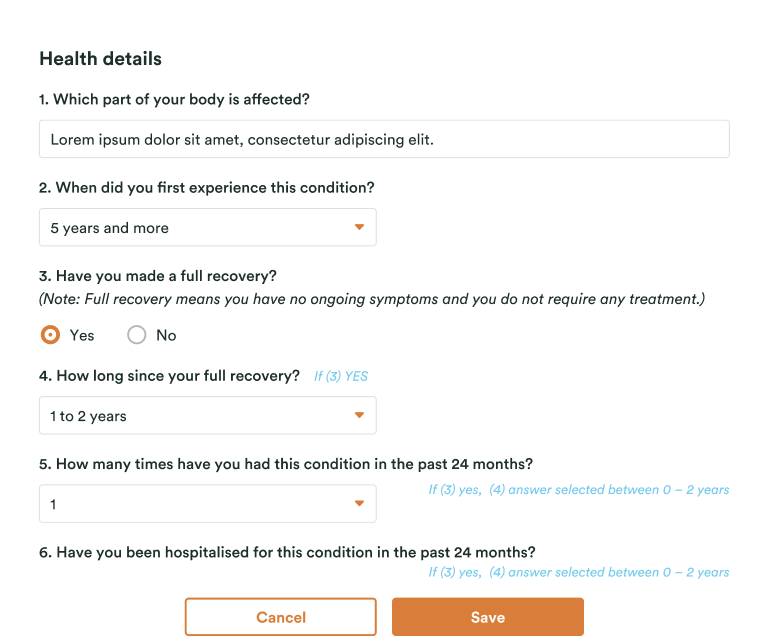 Health details
1. Which part of your body is affected?
Lorem ipsum dolor sit amet, consectetur adipiscing elit.
2. When did you first experience this condition?
5 years and more
3. Have you made a full recovery?
(Note: Full recovery means you have no ongoing symptoms and you do not require any treatment.)
Yes No
4. How long since your full recovery? If (3) YES
1 to 2 years
5. How many times have you had this condition in the past 24 months?
If (3) yes, (4) answer selected between 0 – 2 years
1
6. Have you been hospitalised for this condition in the past 24 months?
If (3) yes, (4) answer selected between 0 – 2 years
Cancel Save